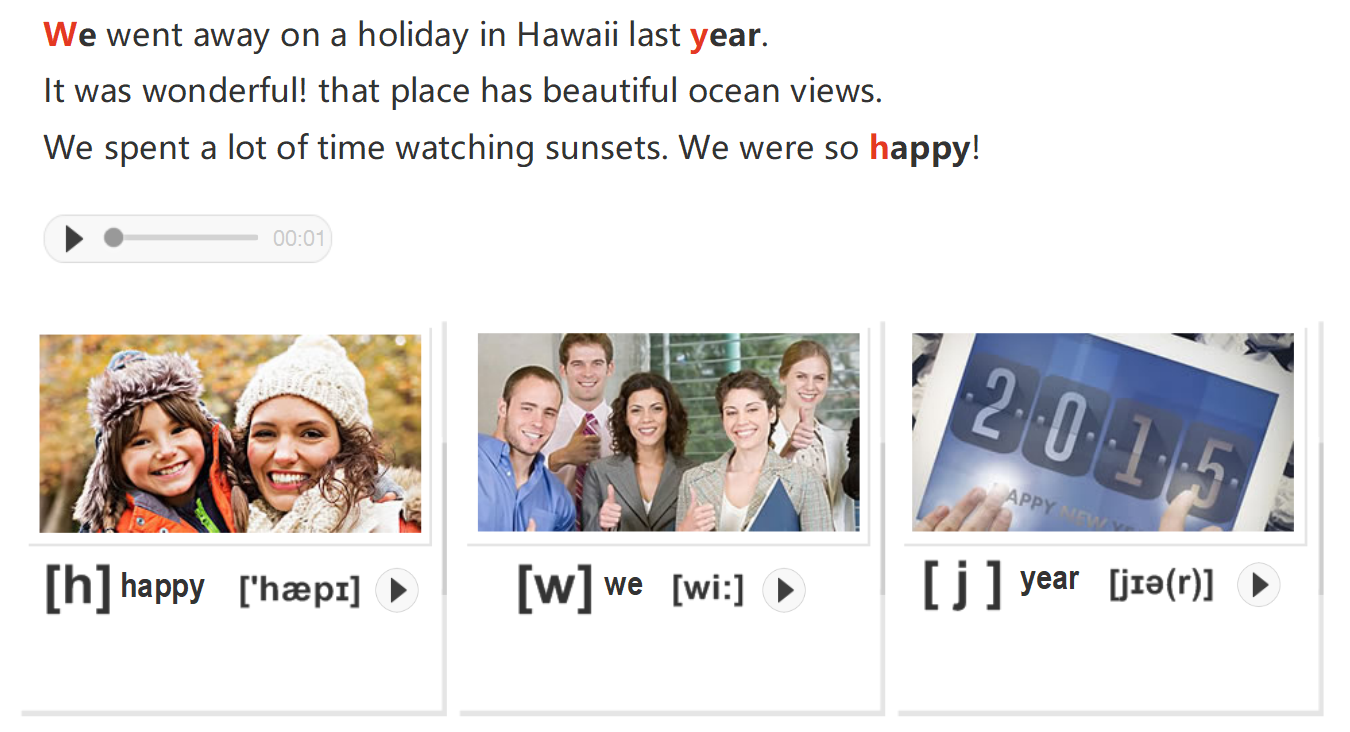 We went away on a holiday in Hawaii last year.
It was wonderful! that place has beautiful ocean views.
We spent a lot of time watching sunsets. We were so happy!
00:01
2015
APPY NEW YE
[h] happy ['hæpɪ]
[w] we [wi:]
[ j ] year [jɪə(r)]